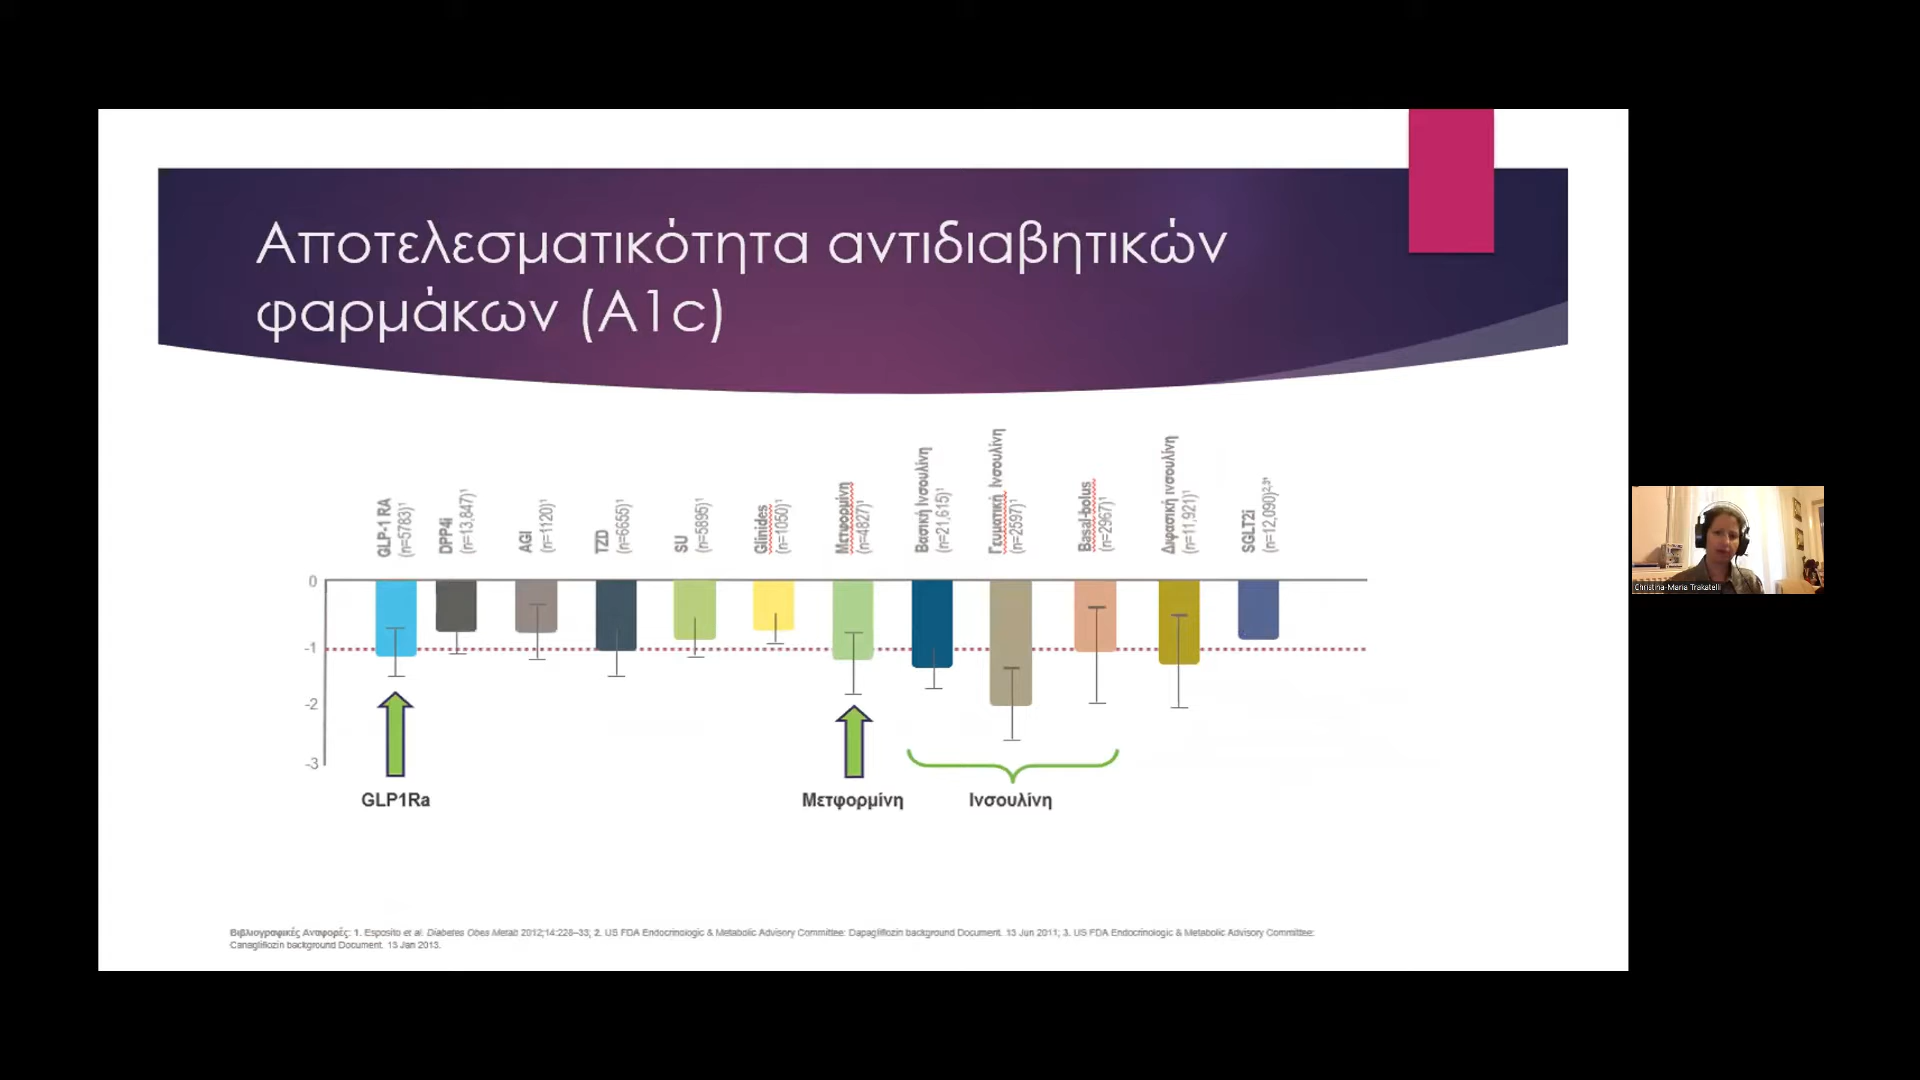 Αποτελεσματικότητα αντιδιαβητικών
φαρμάκων (A1c)
GLP-1 RA
(n=5783)¹
DPP4i
(n=13,847)¹
AGI
(n=1120)¹
TZD
(n=6655)¹
SU
(n=5895)¹
Glinides
(n=1050)¹
Μετφορμίνη
(n=4827)¹
Βασική Ινσουλίνη
(n=21,615)¹
Γευματική Ινσουλίνη
(n=2597)¹
Basal-bolus
(n=2967)¹
Διφασική ινσουλίνη
(n=11,921)¹
SGLT2i
(n=12,090)²,³*
0
-1
-2
-3
GLP1Ra
Μετφορμίνη
Ινσουλίνη
Βιβλιογραφικές Αναφορές: 1. Esposito et al. Diabetes Obes Metab 2012;14:228–33; 2. US FDA Endocrinologic & Metabolic Advisory Committee: Dapagliflozin background Document. 13 Jun 2011; 3. US FDA Endocrinologic & Metabolic Advisory Committee:
Canagliflozin background Document. 13 Jan 2013.
Christina-Maria Trakatelli